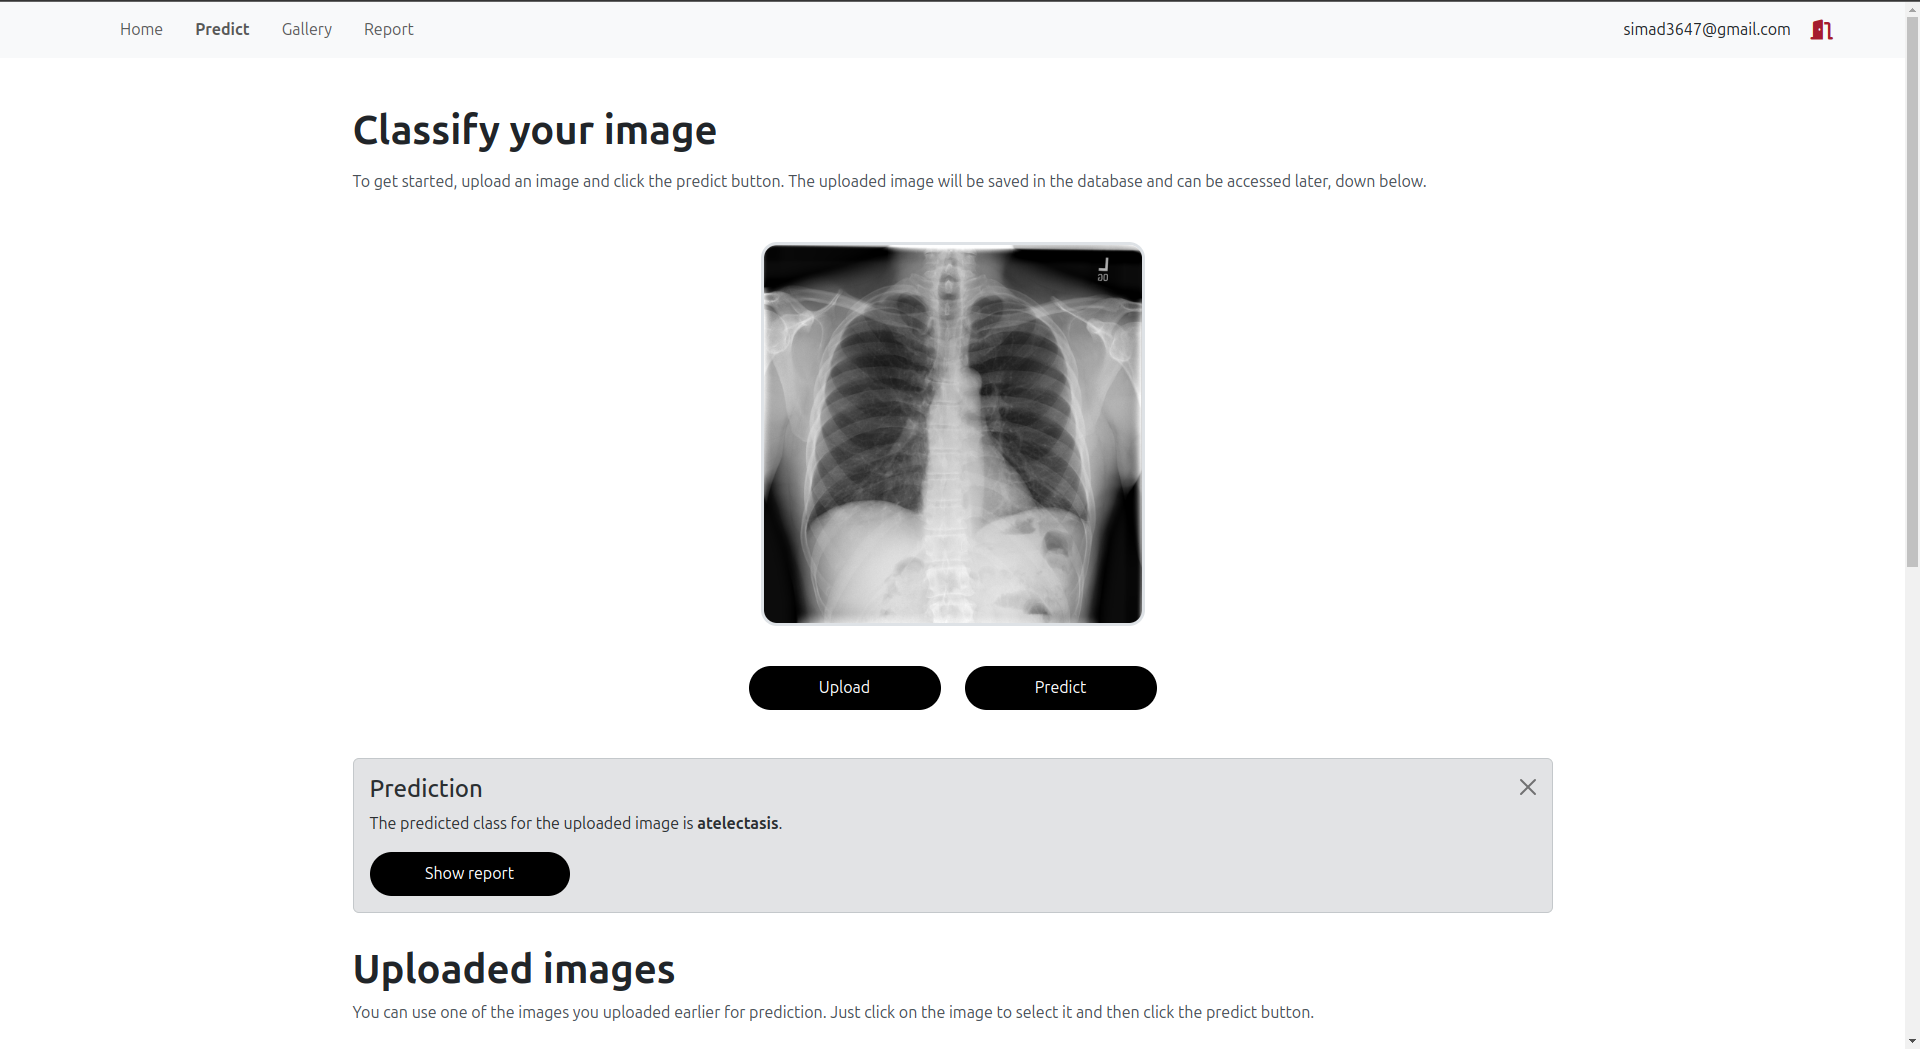 Home Predict Gallery Report simad3647@gmail.com
Classify your image
To get started, upload an image and click the predict button. The uploaded image will be saved in the database and can be accessed later, down below.
L
Upload Predict
Prediction
The predicted class for the uploaded image is atelectasis.
Show report
Uploaded images
You can use one of the images you uploaded earlier for prediction. Just click on the image to select it and then click the predict button.